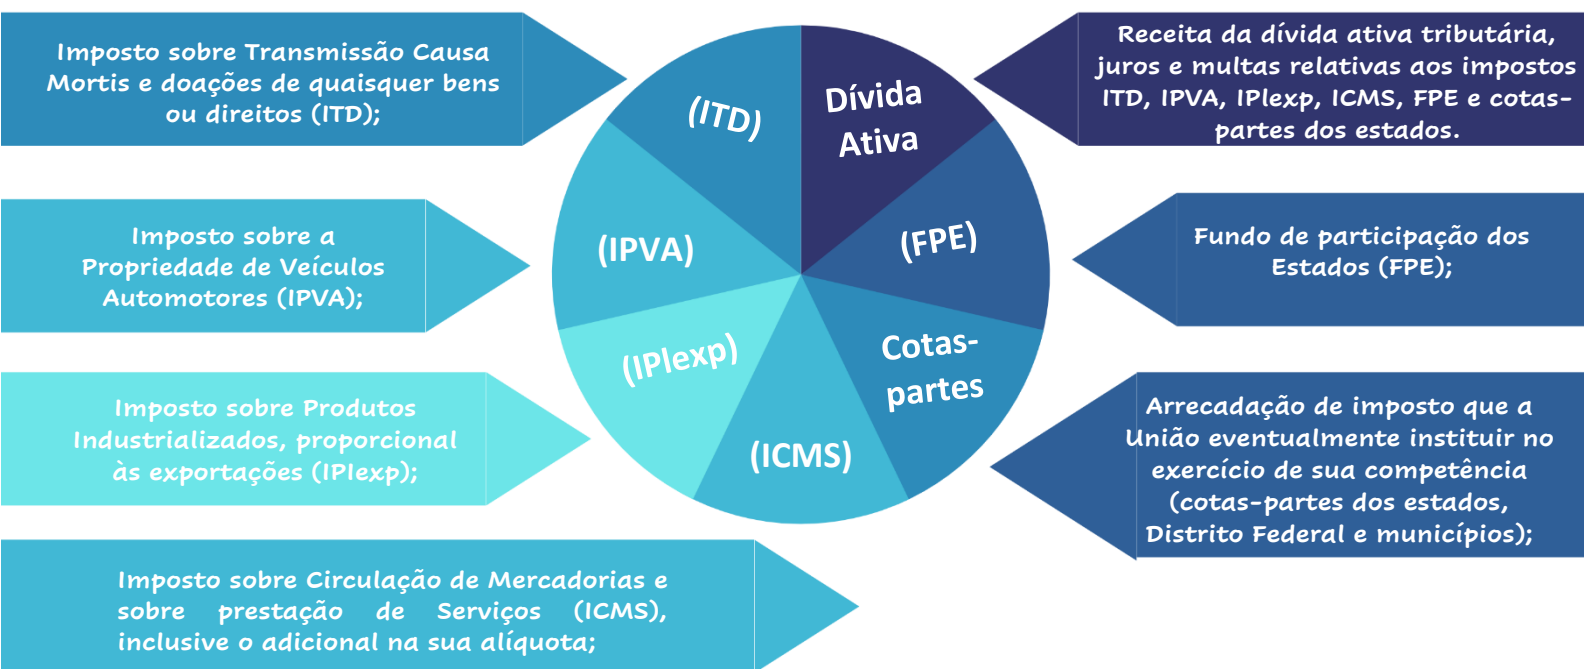 Imposto sobre Transmissão Causa
Mortis e doações de quaisquer bens
ou direitos (ITD);
Imposto sobre a
Propriedade de Veículos
Automotores (IPVA);
Imposto sobre Produtos
Industrializados, proporcional
às exportações (IPIexp);
Imposto sobre Circulação de Mercadorias e
sobre prestação de Serviços (ICMS),
inclusive o adicional na sua alíquota;
(ITD)
Dívida
Ativa
(IPVA)
(FPE)
(IPlexp)
Cotas-
partes
(ICMS)
Receita da dívida ativa tributária,
juros e multas relativas aos impostos
ITD, IPVA, IPlexp, ICMS, FPE e cotas-
partes dos estados.
Fundo de participação dos
Estados (FPE);
Arrecadação de imposto que a
União eventualmente instituir no
exercício de sua competência
(cotas-partes dos estados,
Distrito Federal e municípios);